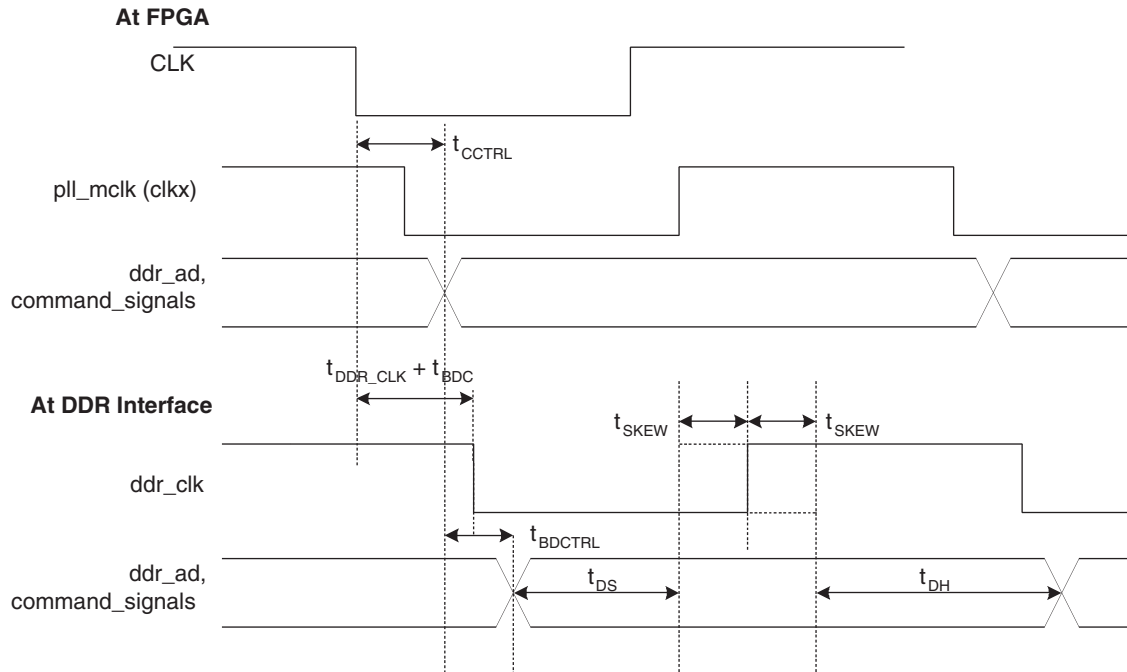 At FPGA
CLK
tCCTRL
pll_mclk (clkx)
ddr_ad,
command_signals
tDDR_CLK + tBDC
At DDR Interface
tSKEW
tSKEW
ddr_clk
tBDCTRL
ddr_ad,
command_signals
tDS
tDH